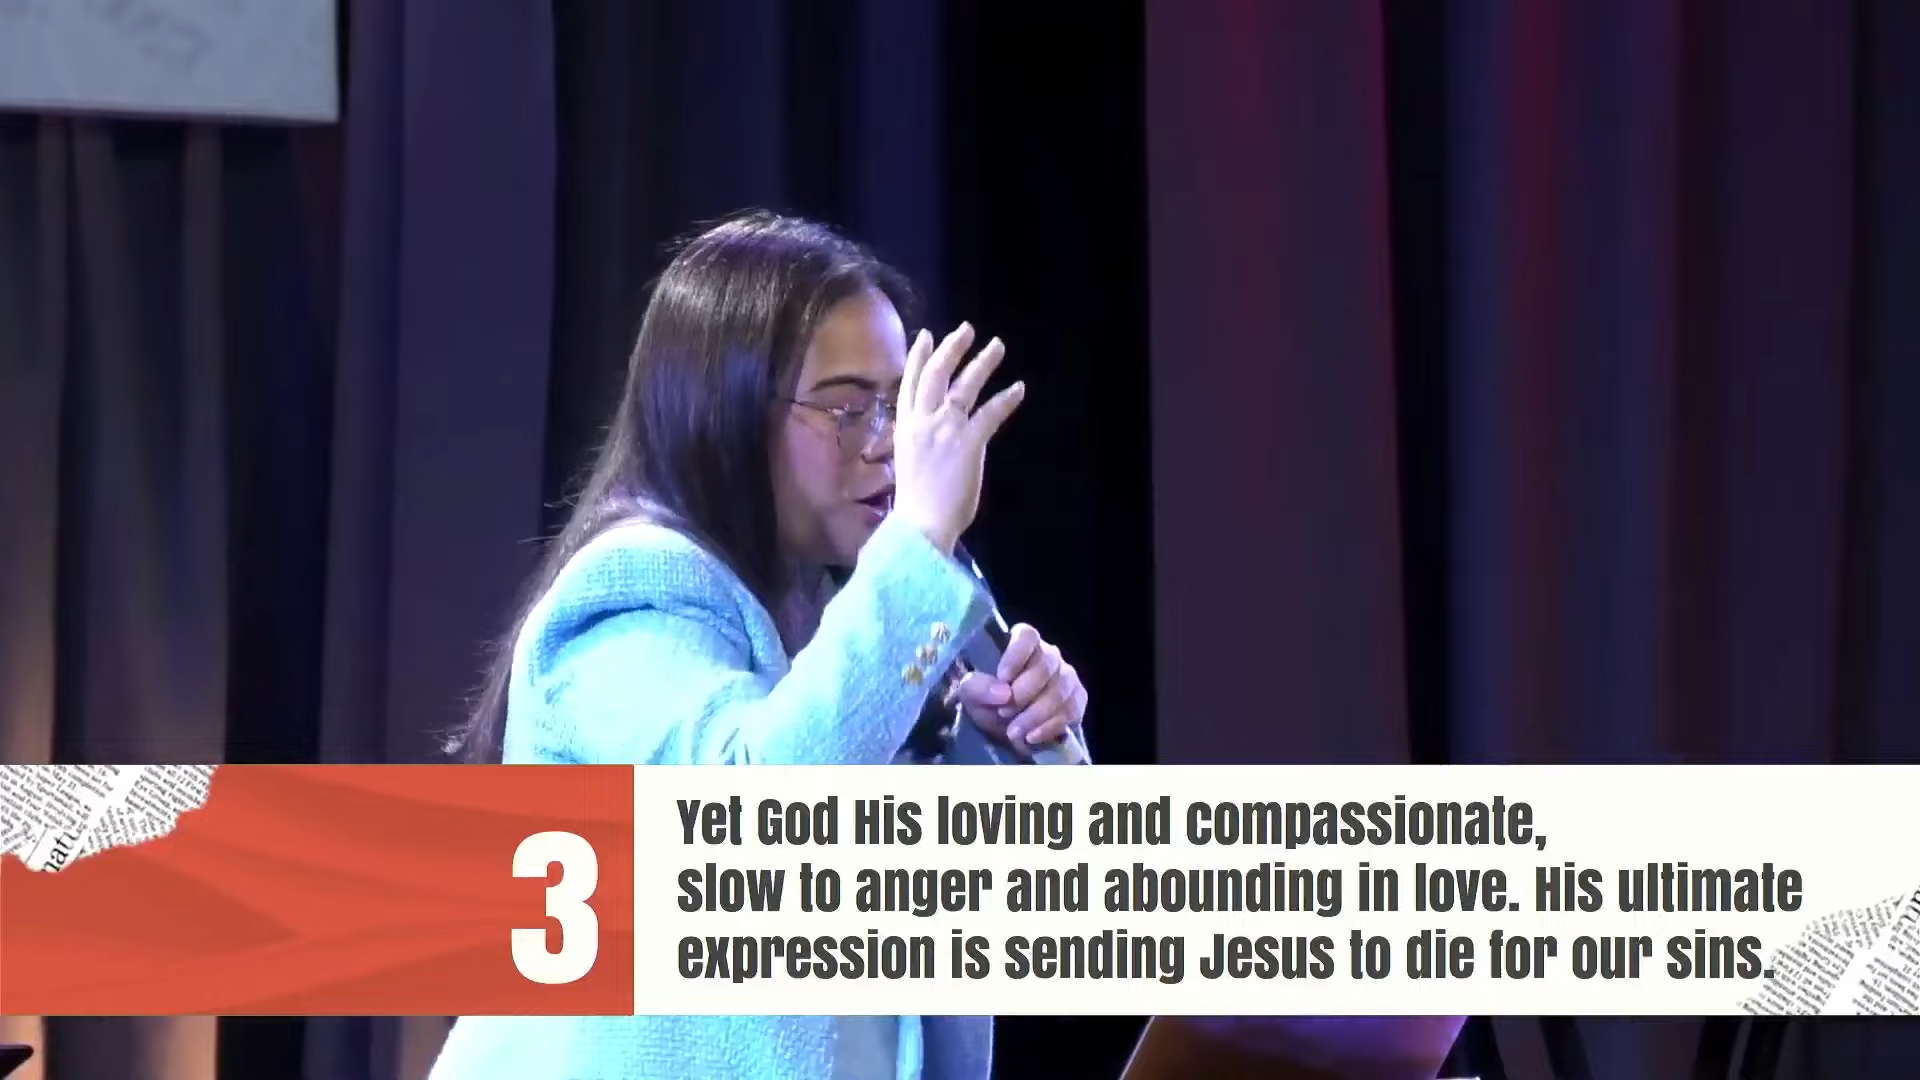 3
Yet God His loving and compassionate,
slow to anger and abounding in love. His ultimate
expression is sending Jesus to die for our sins.